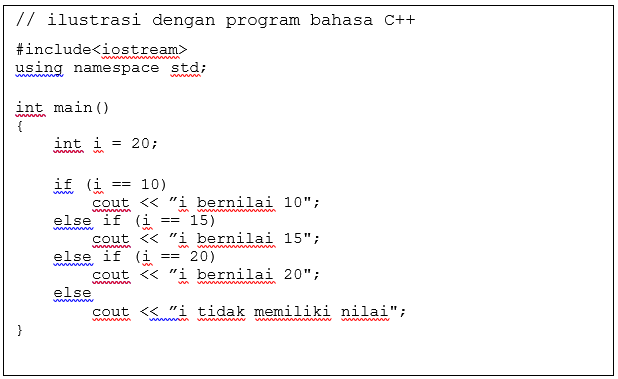 // ilustrasi dengan program bahasa C++
#include<iostream>
using namespace std;
int main()
{
int i = 20;
if (i == 10)
cout << ”i bernilai 10";
else if (i == 15)
cout << ”i bernilai 15";
else if (i == 20)
cout << ”i bernilai 20";
else
cout << ”i tidak memiliki nilai";
}